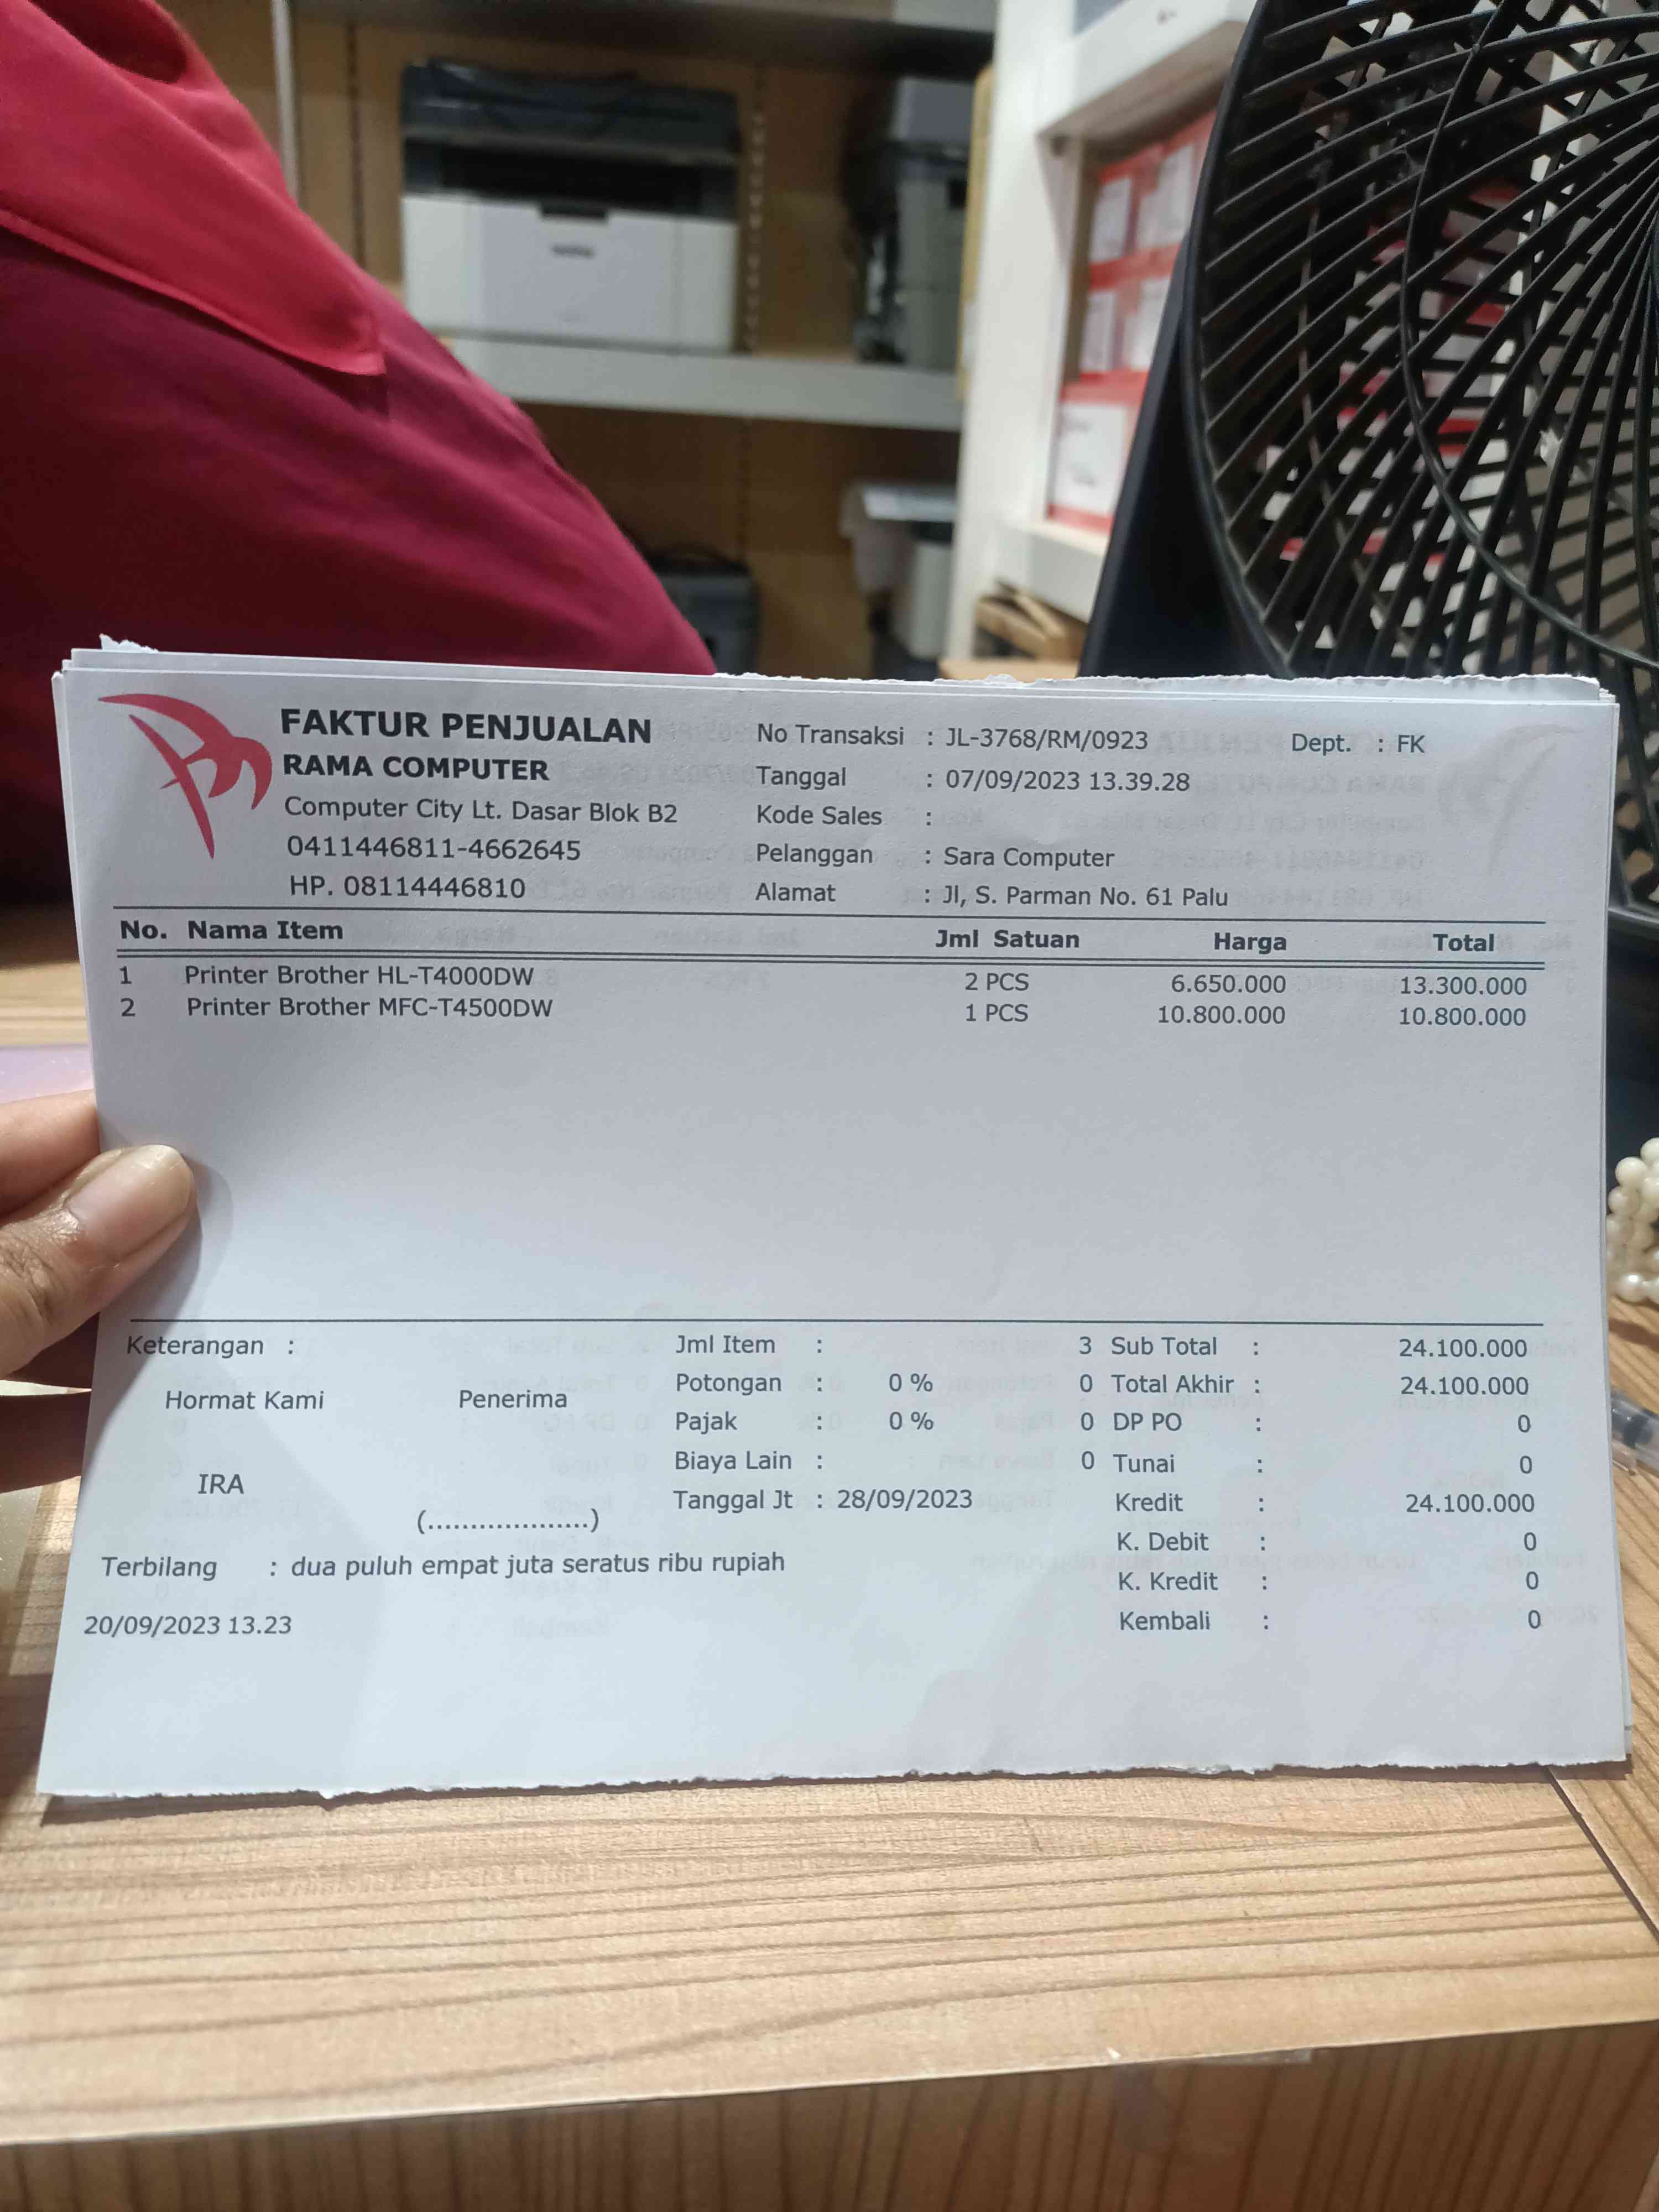 FAKTUR PENJUALAN
RAMA COMPUTER
Computer City Lt. Dasar Blok B2
0411446811-4662645
HP. 08114446810
No Transaksi : JL-3768/RM/0923 Dept. : FK
Tanggal : 07/09/2023 13.39.28
Kode Sales :
Pelanggan : Sara Computer
Alamat : Jl, S. Parman No. 61 Palu
No. Nama Item Jml Satuan Harga Total
1 Printer Brother HL-T4000DW 2 PCS 6.650.000 13.300.000
2 Printer Brother MFC-T4500DW 1 PCS 10.800.000 10.800.000
Keterangan :
Hormat Kami Penerima
IRA
(...................)
Jml Item : 3
Potongan : 0 % 0
Pajak : 0 % 0
Biaya Lain : 0
Tanggal Jt : 28/09/2023
Sub Total : 24.100.000
Total Akhir : 24.100.000
DP PO : 0
Tunai : 0
Kredit : 24.100.000
K. Debit : 0
K. Kredit : 0
Kembali : 0
Terbilang : dua puluh empat juta seratus ribu rupiah
20/09/2023 13.23